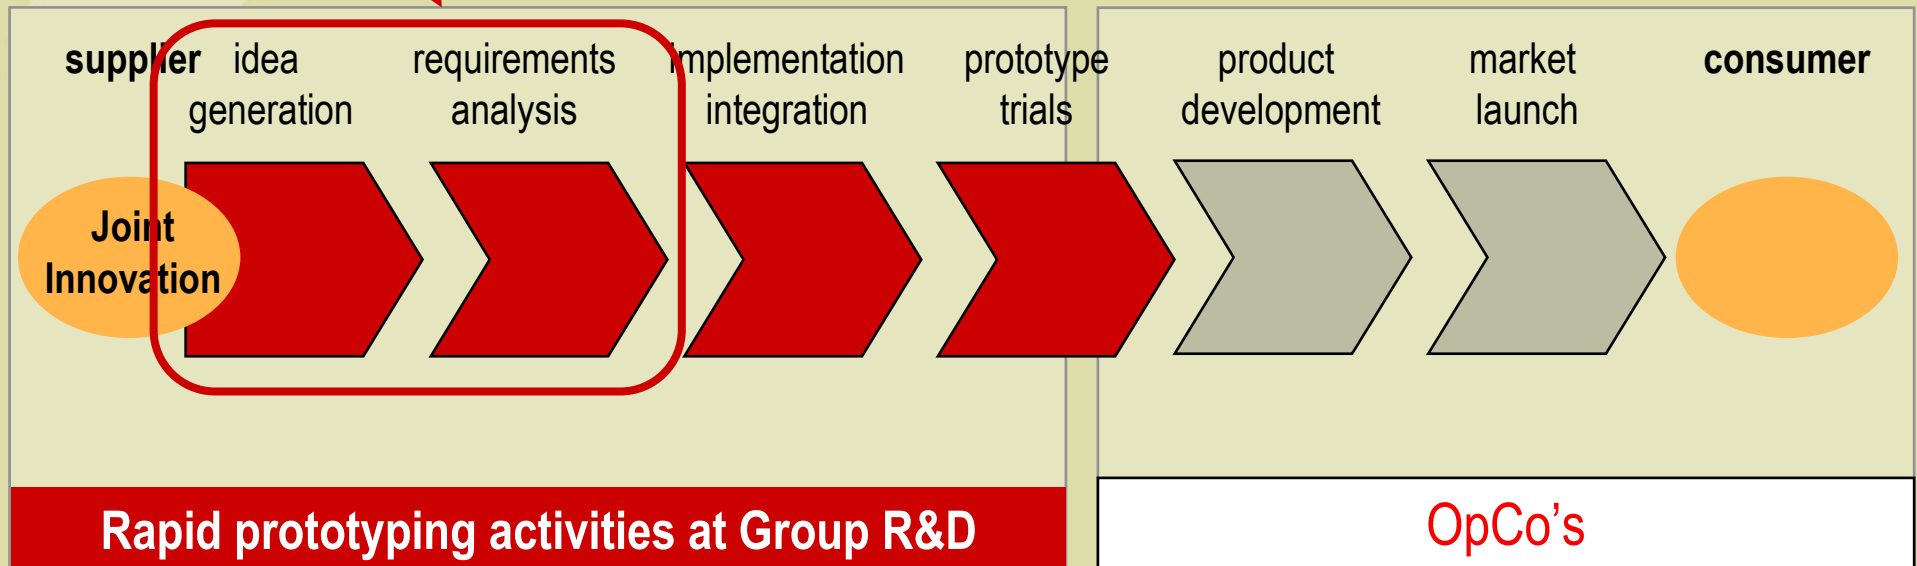 supplier
idea
generation
requirements
analysis
implementation
integration
prototype
trials
product
development
market
launch
consumer
Joint
Innovation
Rapid prototyping activities at Group R&D
OpCo’s